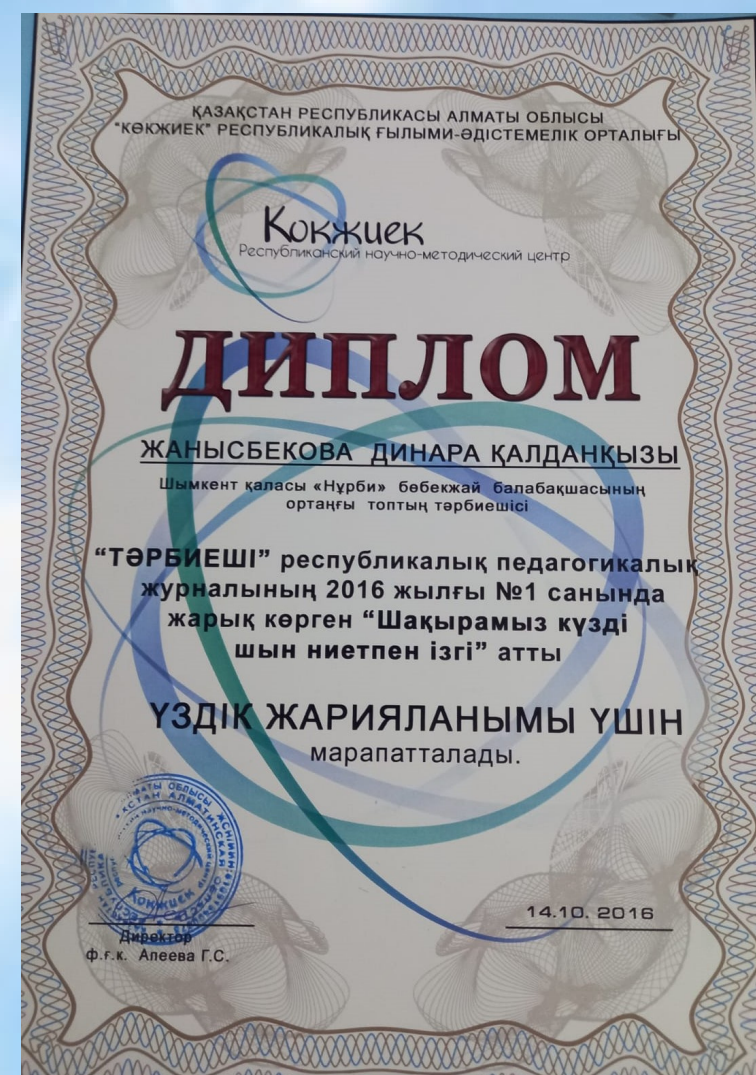 ҚАЗАҚСТАН РЕСПУБЛИКАСЫ АЛМАТЫ ОБЛЫСЫ
"КӨКЖИЕК" РЕСПУБЛИКАЛЫҚ ҒЫЛЫМИ-ӘДІСТЕМЕЛІК ОРТАЛЫҒЫ
Кокжиек
Республиканский научно-методический центр
ДИПЛОМ
ЖАНЫСБЕКОВА ДИНАРА ҚАЛДАНҚЫЗЫ
Шымкент қаласы «Нұрби» бөбекжай балабақшасының
ортаңғы топтың тәрбиешісі
"ТӘРБИЕШІ" республикалық педагогикалық
журналының 2016 жылғы №1 санында
жарық көрген "Шақырамыз күзді
шын ниетпен ізгі" атты
ҮЗДІК ЖАРИЯЛАНЫМЫ ҮШІН
марапатталады.
Кокжиек
14.10. 2016
Директор
ф.ғ.к. Алеева Г.С.